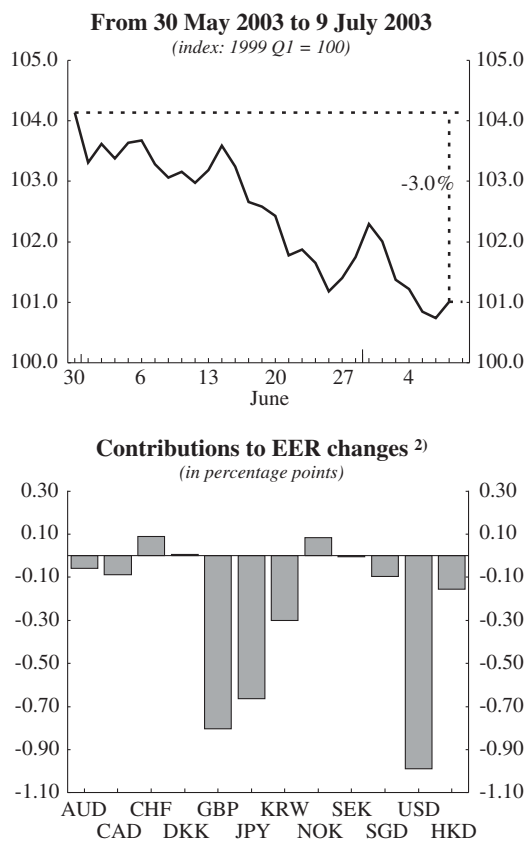 From 30 May 2003 to 9 July 2003
(index: 1999 Q1 = 100)
105.0 105.0
104.0 104.0
103.0 -3.0% 103.0
102.0 102.0
101.0 101.0
100.0 100.0
30 6 13 20 27 4
June
Contributions to EER changes 2)
(in percentage points)
0.30 0.30
0.10 0.10
-0.10 -0.10
-0.30 -0.30
-0.50 -0.50
-0.70 -0.70
-0.90 -0.90
-1.10 -1.10
AUD CHF GBP KRW SEK USD
CAD DKK JPY NOK SGD HKD